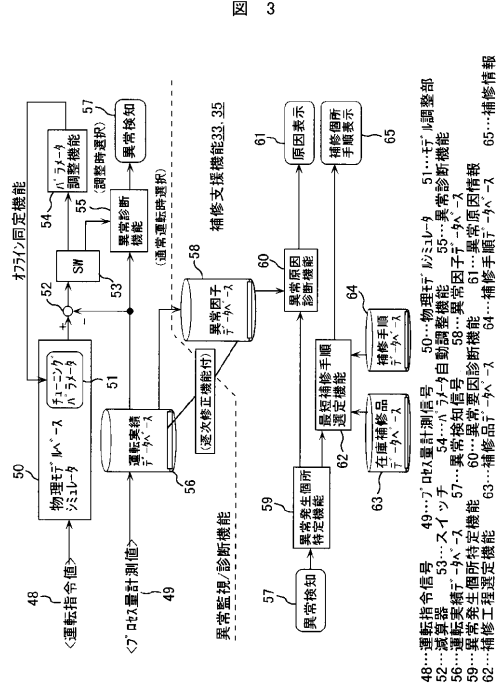 図 3
オフライン同定機能
50
物理モデルベース
シミュレータ
チューニングパラメータ
51
52
+
-
SW
53
54
パラメータ
調整機能
(調整時選択)
48
<運転指令値>
55
異常診断
機能
57
異常検知
(通常運転時選択)
<プロセス量計測値>
49
運転実績
データベース
56
(逐次修正機能付)
異常監視/診断機能
補修支援機能33、35
58
異常因子
データベース
57
異常検知
59
異常発生個所
特定機能
60
異常原因
診断機能
61
原因表示
最短補修手順
選定機能
62
補修個所
手順表示
65
在庫補修品
データベース
63
補修手順
データベース
64
48…運転指令信号 49…プロセス量計測信号 50…物理モデルシミュレータ 51…モデル調整部
52…減算器 53…スイッチ 54…パラメータ自動調整機能 55…異常診断機能
56…運転実績データベース 57…異常検知信号 58…異常因子データベース
59…異常発生個所特定機能 60…異常要因診断機能 61…異常原因情報
62…補修工程選定機能 63…補修品データベース 64…補修手順データベース 65…補修情報